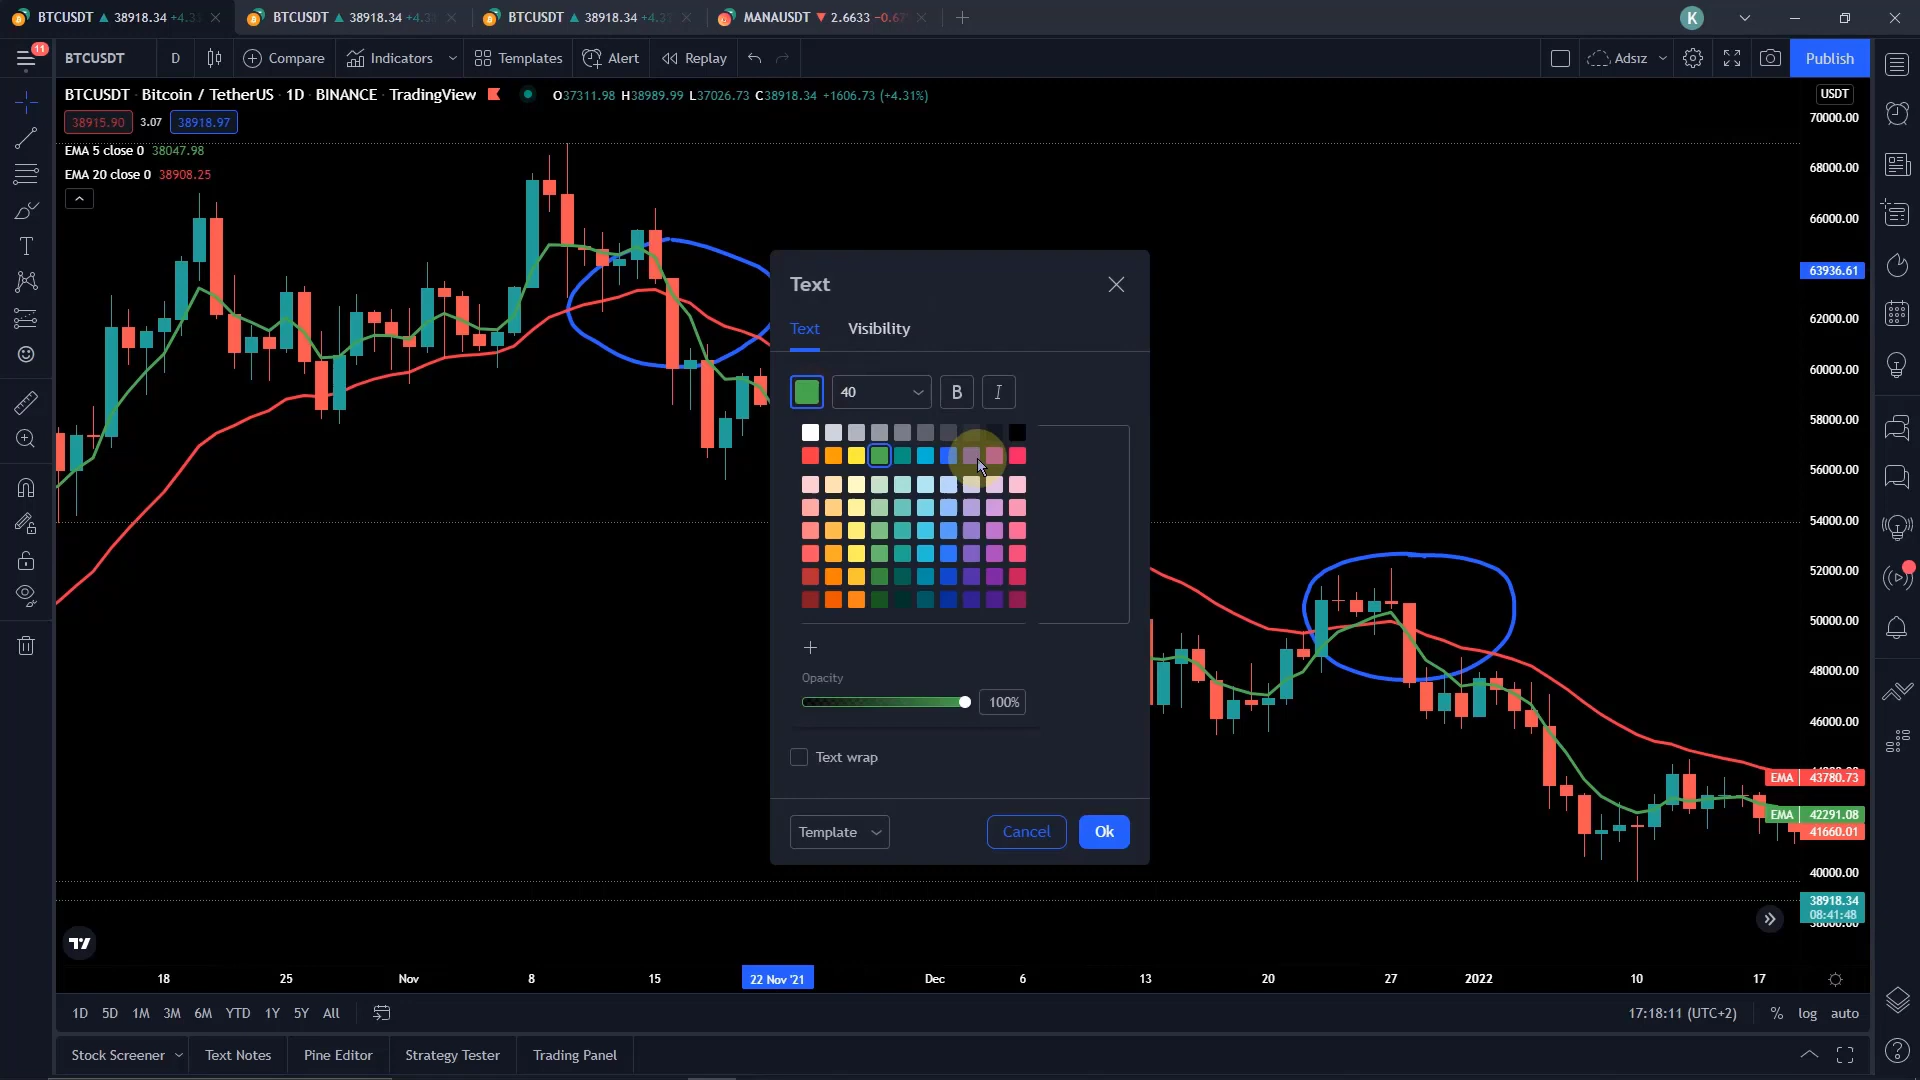 BTCUSDT ▲ 38918.34 BTCUSDT ▲ 38918.34 BTCUSDT ▲ 38918.34 MANAUSDT ▼ 2.6633 K
11 BTCUSDT D Compare Indicators Templates Alert Replay Adsız Publish
BTCUSDT · Bitcoin / TetherUS · 1D · BINANCE · TradingView O37311.98 H38989.99 L37026.73 C38918.34 +1606.73 (+4.31%)
38915.90 3.07 38918.97
EMA 5 close 0 38047.98
EMA 20 close 0 38908.25
USDT
70000.00
68000.00
66000.00
63936.61
62000.00
60000.00
58000.00
56000.00
54000.00
52000.00
50000.00
48000.00
46000.00
EMA 43780.73
EMA 42291.08
41660.01
40000.00
38918.34
08:41:48
Text
Text Visibility
40 B I
Opacity
100%
Text wrap
Template Cancel Ok
18 25 Nov 8 15 22 Nov '21 Dec 6 13 20 27 2022 10 17
1D 5D 1M 3M 6M YTD 1Y 5Y All 17:18:11 (UTC+2) % log auto
Stock Screener Text Notes Pine Editor Strategy Tester Trading Panel